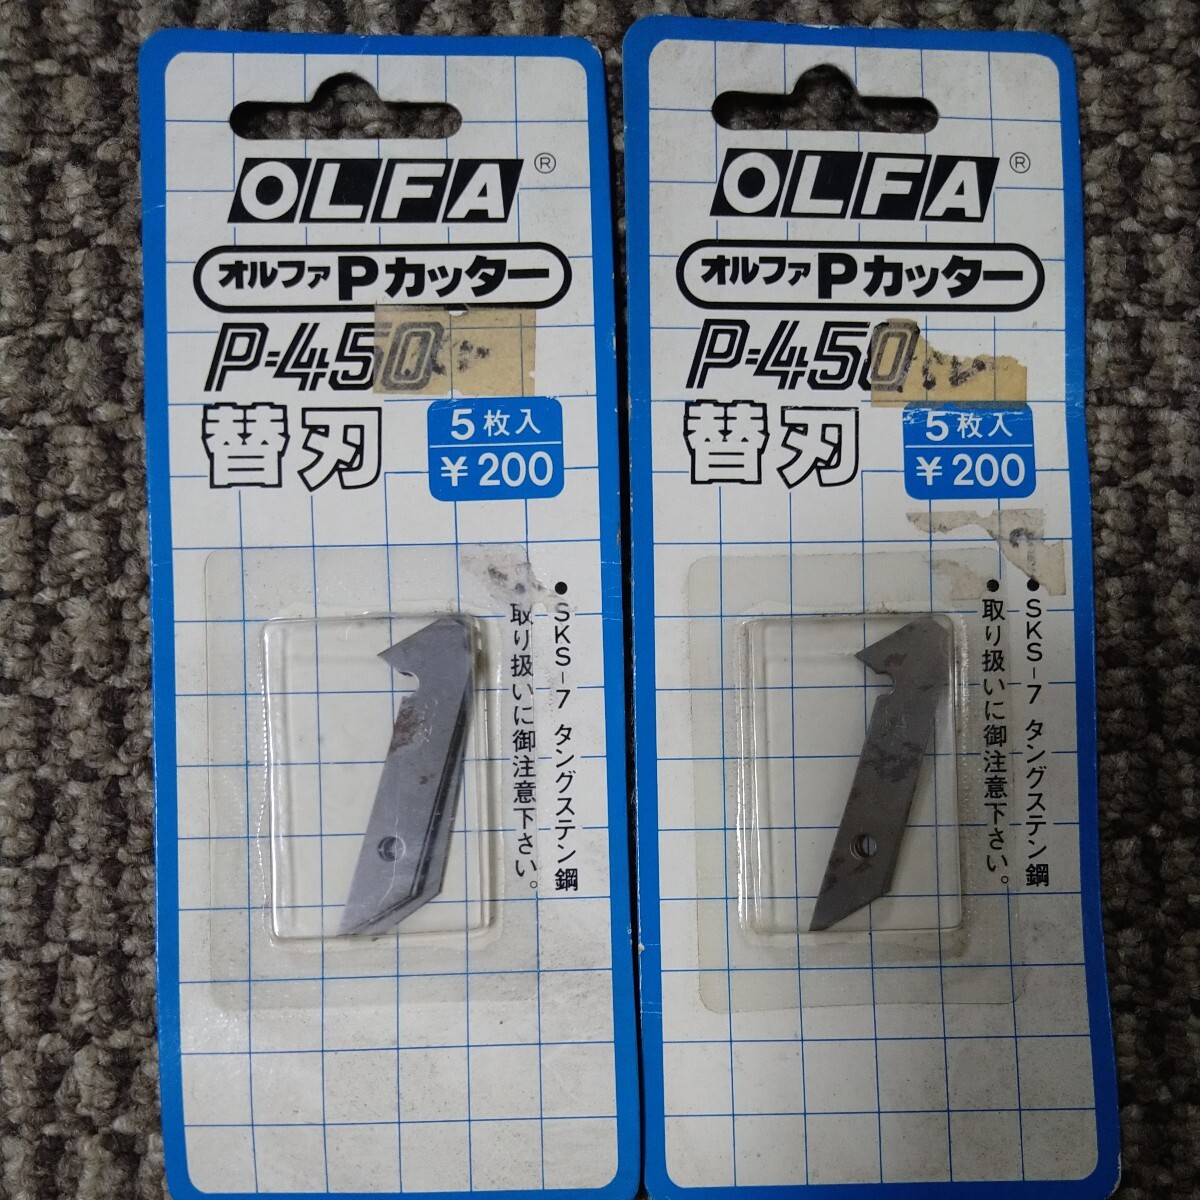 OLFA®
オルファ Pカッター
P-450
替刃
5枚入
¥200
●SKS-7 タングステン鋼
●取り扱いに御注意下さい。
OLFA®
オルファ Pカッター
P-450
替刃
5枚入
¥200
●SKS-7 タングステン鋼
●取り扱いに御注意下さい。